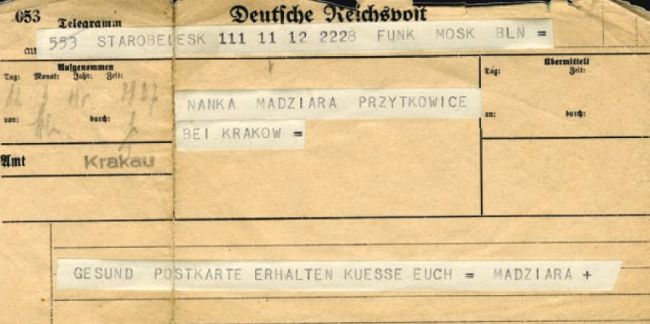 053 Telegramm Deutsche Reichspost
aus 553 STAROBELESK 111 11 12 2228 FUNK MOSK BLN =
Aufgenommen
Übermittelt
Tag: Monat: Jahr: Zeit:
Tag: Zeit:
NANKA MADZIARA PRZYTKOWICE
von: durch:
an: durch:
BEI KRAKOW =
Amt Krakau
GESUND POSTKARTE ERHALTEN KUESSE EUCH = MADZIARA +